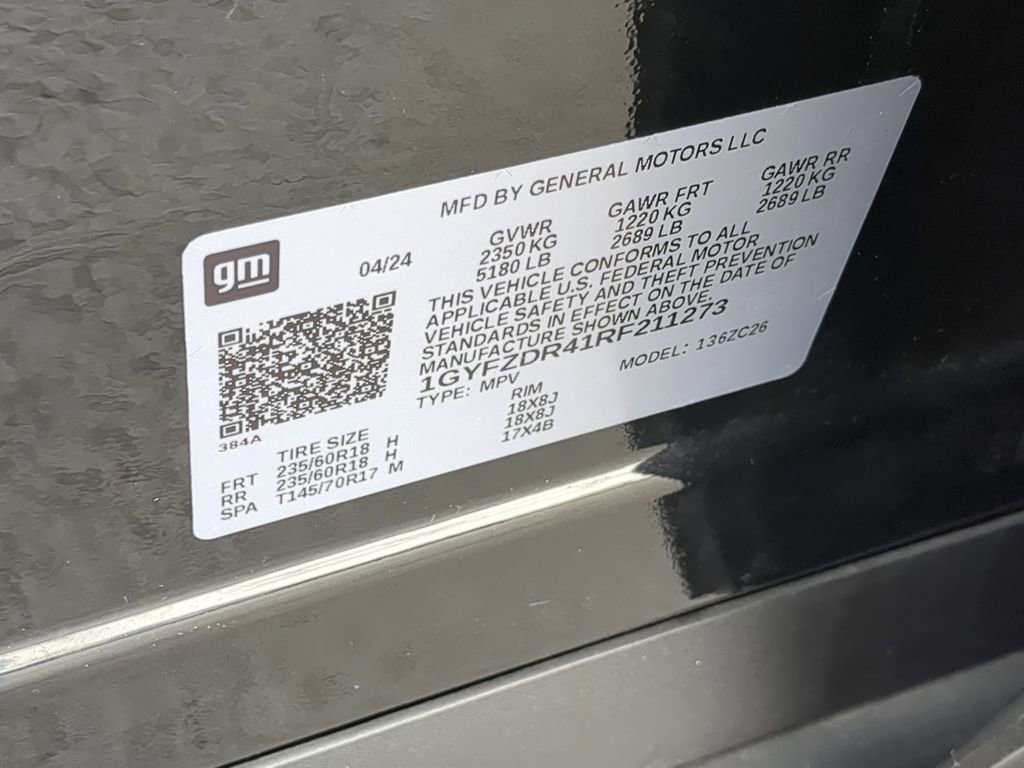 MFD BY GENERAL MOTORS LLC
gm
04/24
GVWR GAWR FRT GAWR RR
2350 KG 1220 KG 1220 KG
5180 LB 2689 LB 2689 LB
THIS VEHICLE CONFORMS TO ALL
APPLICABLE U.S. FEDERAL MOTOR
VEHICLE SAFETY AND THEFT PREVENTION
STANDARDS IN EFFECT ON THE DATE OF
MANUFACTURE SHOWN ABOVE.
1GYFZDR41RF211273
TYPE: MPV MODEL: 136ZC26
384A
TIRE SIZE RIM
FRT 235/60R18 H 18X8J
RR 235/60R18 H 18X8J
SPA T145/70R17 M 17X4B